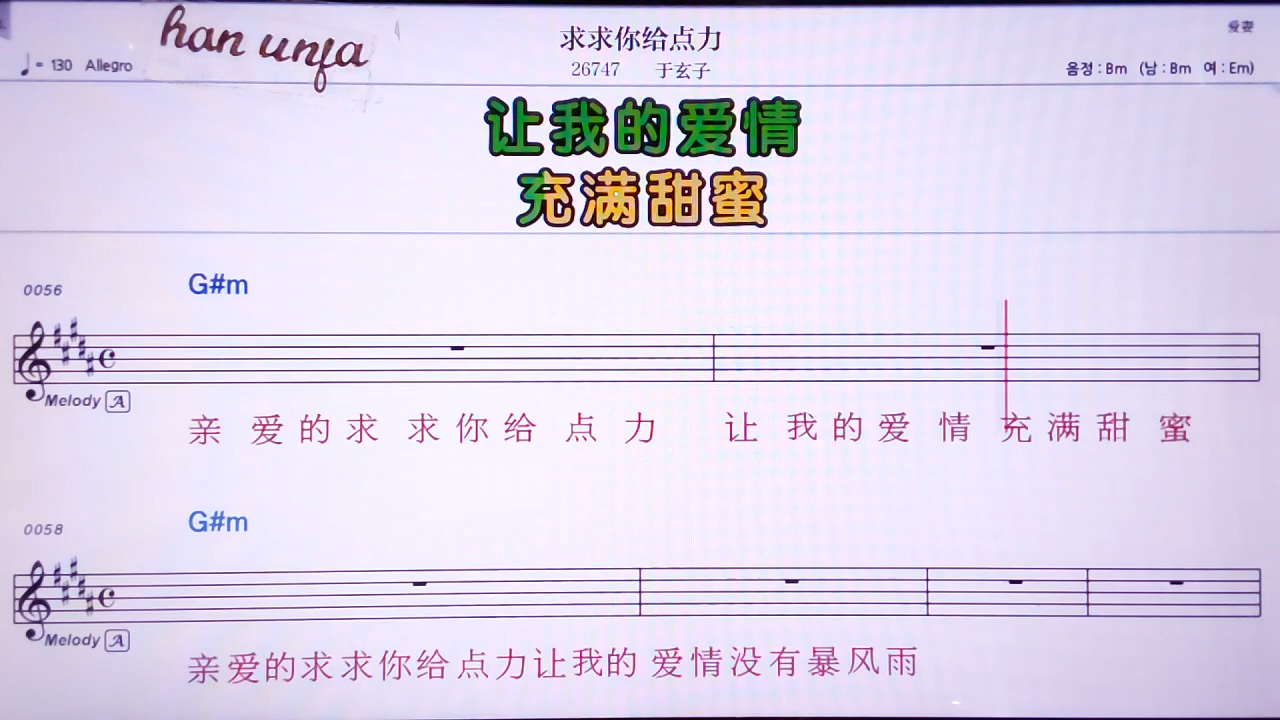 han unfa
求求你给点力
爱妻
♩= 130 Allegro
26747 于玄子
음정 : Bm (남 : Bm 여 : Em)
让我的爱情
充满甜蜜
0056
G#m
Melody A
亲 爱 的 求 求 你 给 点 力 让 我 的 爱 情 充 满 甜 蜜
0058
G#m
Melody A
亲爱的求求你给点力让我的 爱情没有暴风雨